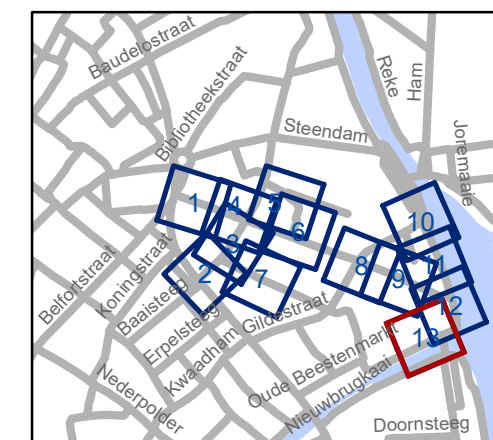 Baudelostraat
Bibliotheekstraat
Reke
Ham
Steendam
Joremaaie
1
4
5
6
3
2
7
8
9
10
11
12
13
Belfortstraat
Koningstraat
Baaisteeg
Erpelsteeg
Kwaadham
Gildestraat
Oude Beestenmarkt
Nieuwbrugkaai
Nederpolder
Doornsteeg